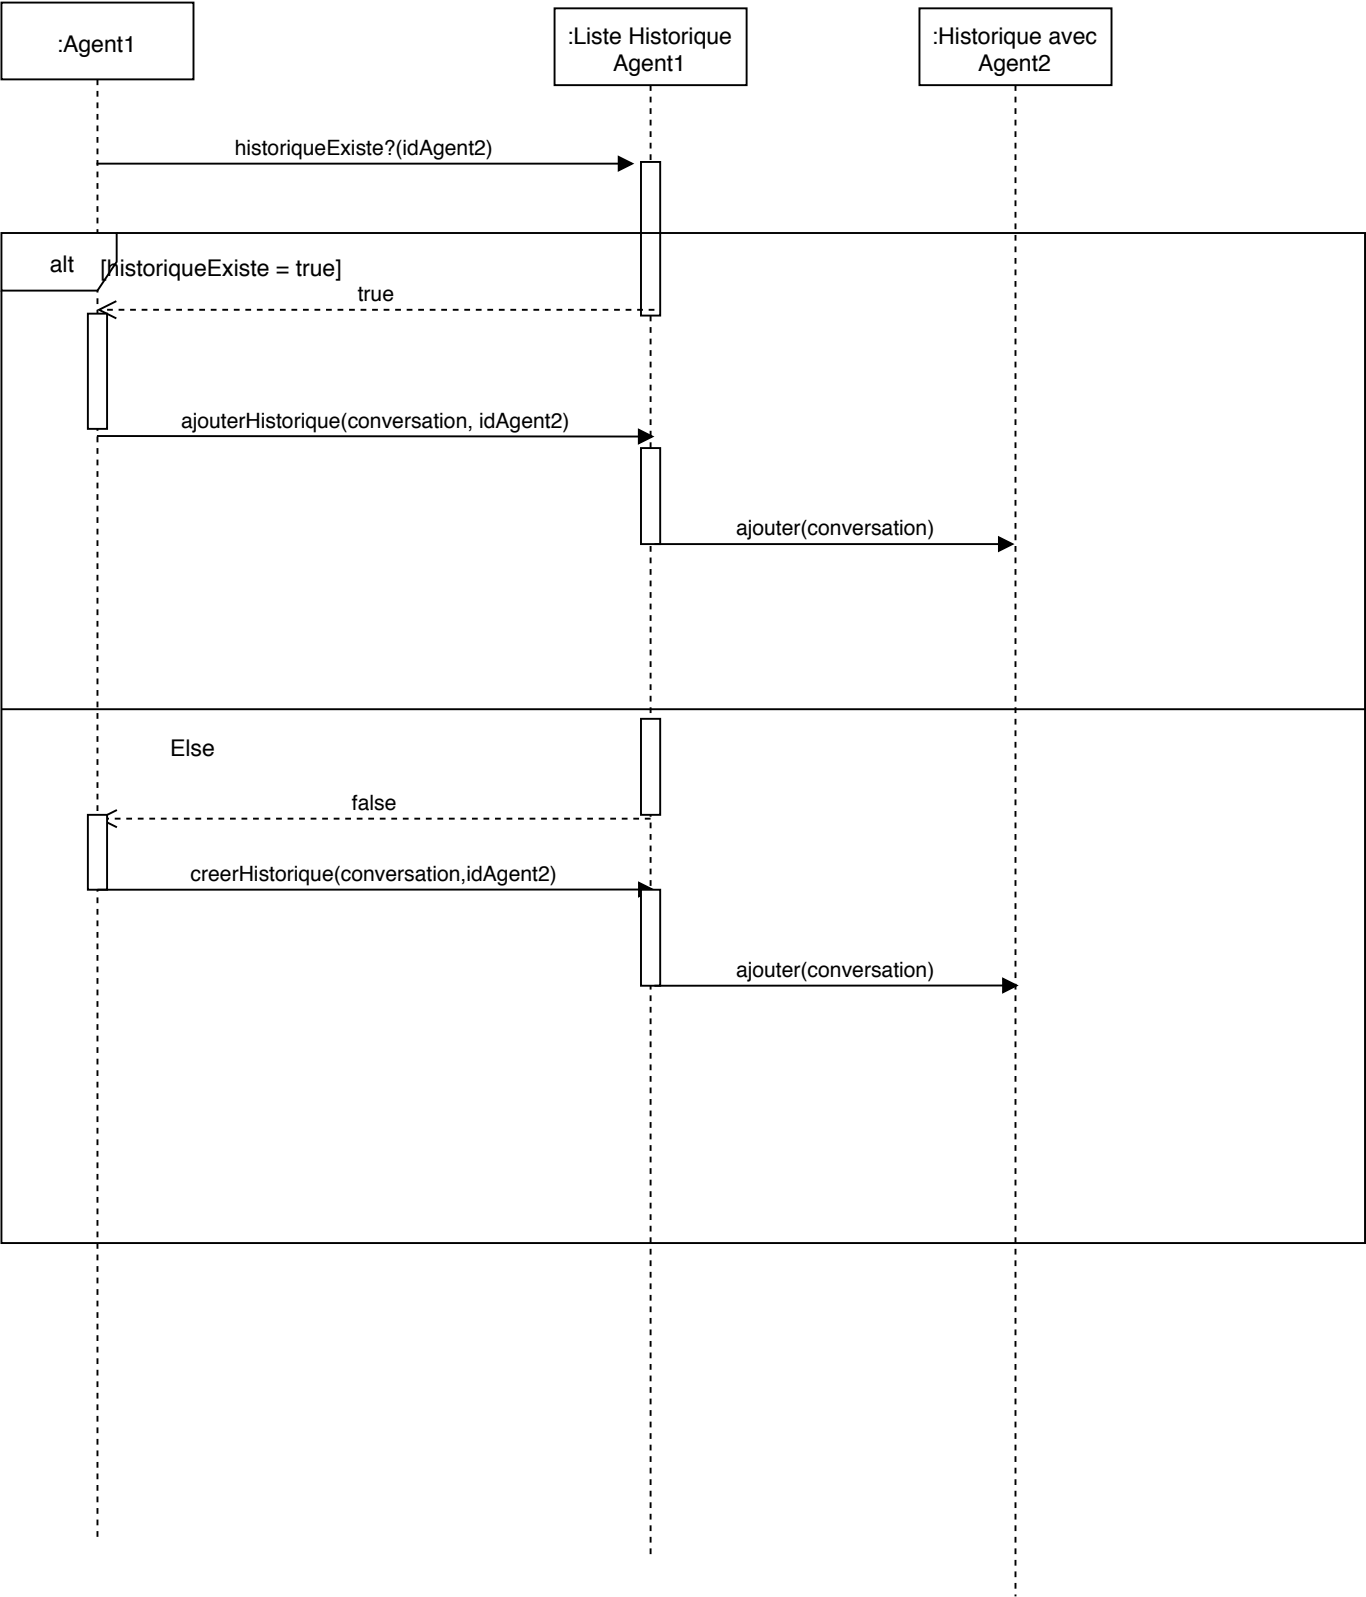 :Agent1
:Liste Historique
Agent1
:Historique avec
Agent2
historiqueExiste?(idAgent2)
alt
[historiqueExiste = true]
true
ajouterHistorique(conversation, idAgent2)
ajouter(conversation)
Else
false
creerHistorique(conversation,idAgent2)
ajouter(conversation)